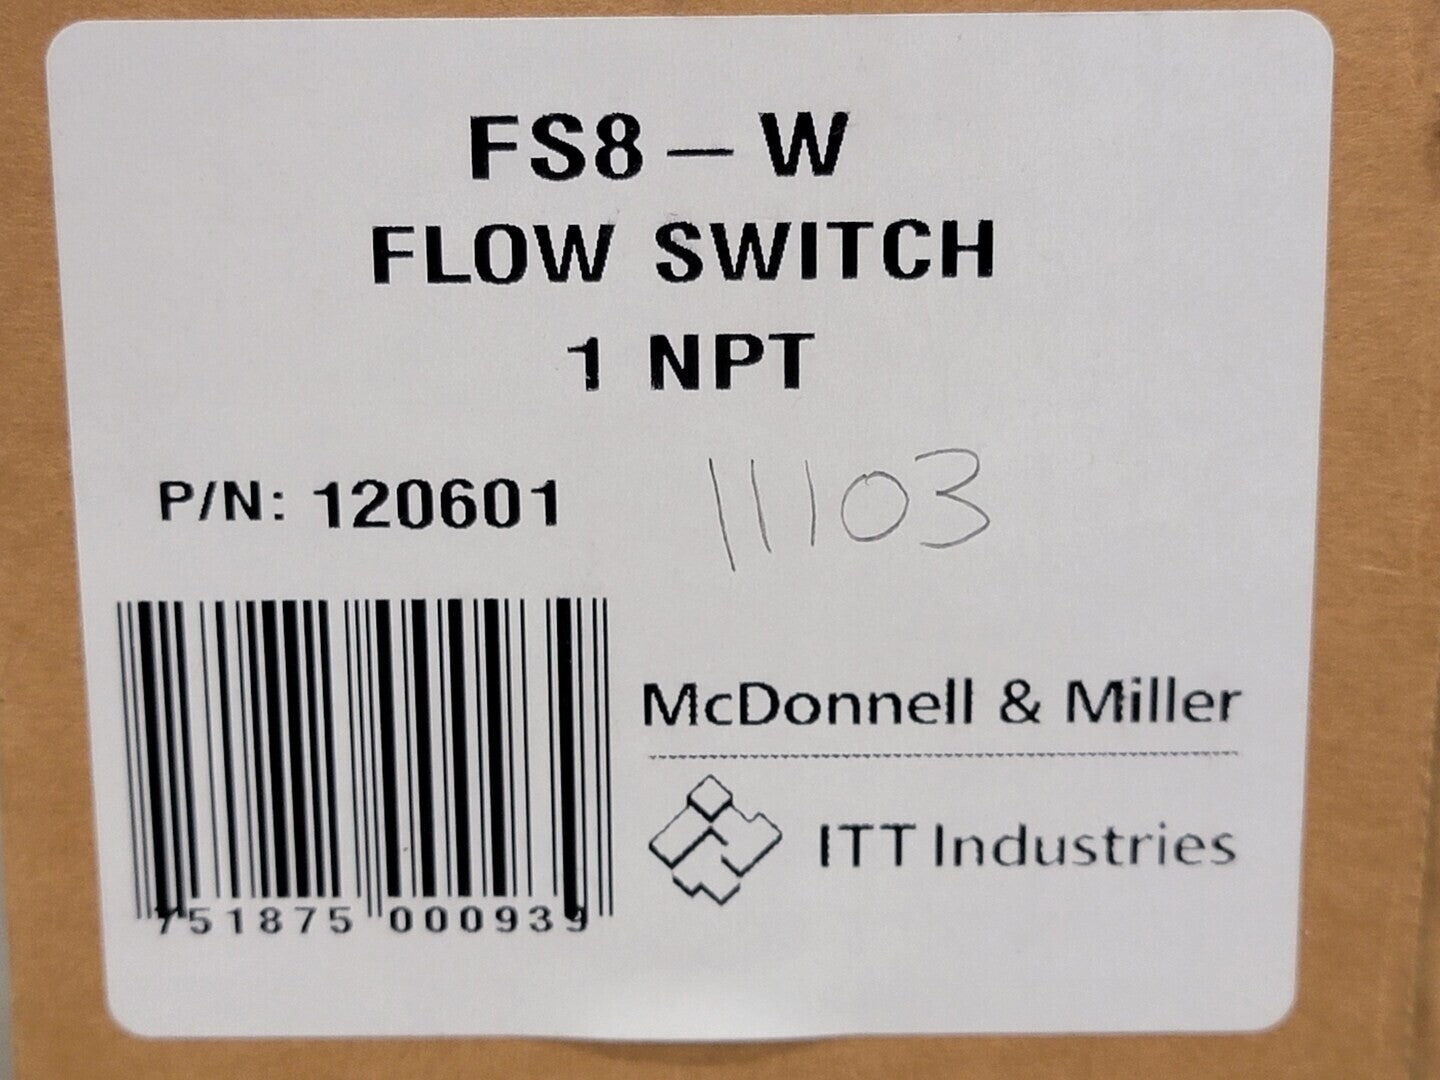 FS8 – W
FLOW SWITCH
1 NPT
P/N: 120601
11103
McDonnell & Miller
ITT Industries
751875 000939